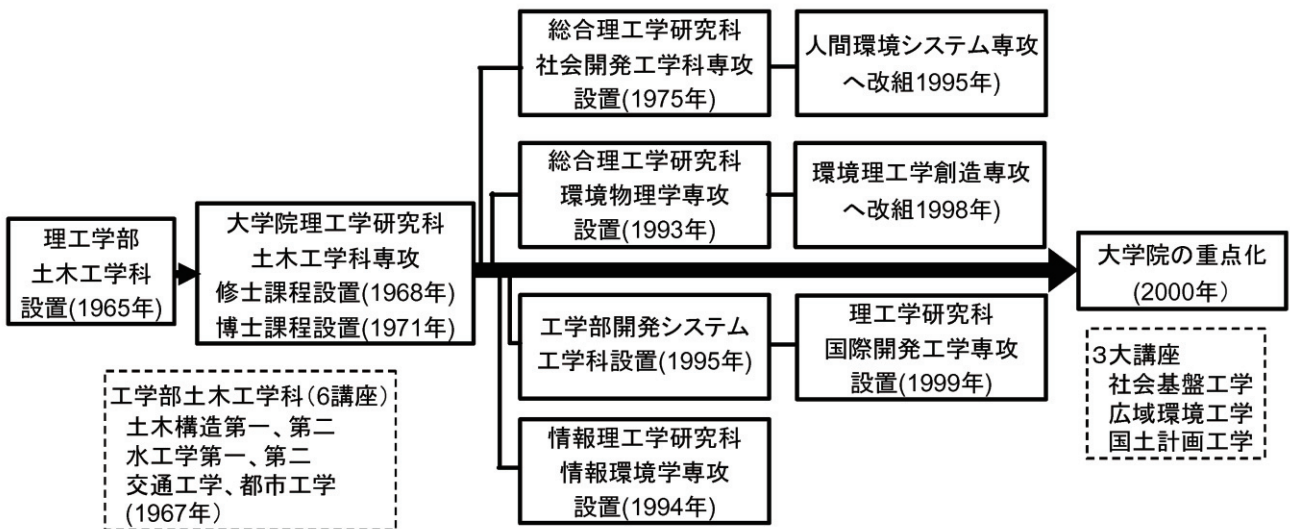 理工学部
土木工学科
設置(1965年)
大学院理工学研究科
土木工学科専攻
修士課程設置(1968年)
博士課程設置(1971年)
工学部土木工学科(6講座)
土木構造第一、第二
水工学第一、第二
交通工学、都市工学
(1967年)
総合理工学研究科
社会開発工学科専攻
設置(1975年)
人間環境システム専攻
へ改組1995年)
総合理工学研究科
環境物理学専攻
設置(1993年)
環境理工学創造専攻
へ改組1998年)
工学部開発システム
工学科設置(1995年)
理工学研究科
国際開発工学専攻
設置(1999年)
情報理工学研究科
情報環境学専攻
設置(1994年)
大学院の重点化
(2000年)
3大講座
社会基盤工学
広域環境工学
国土計画工学